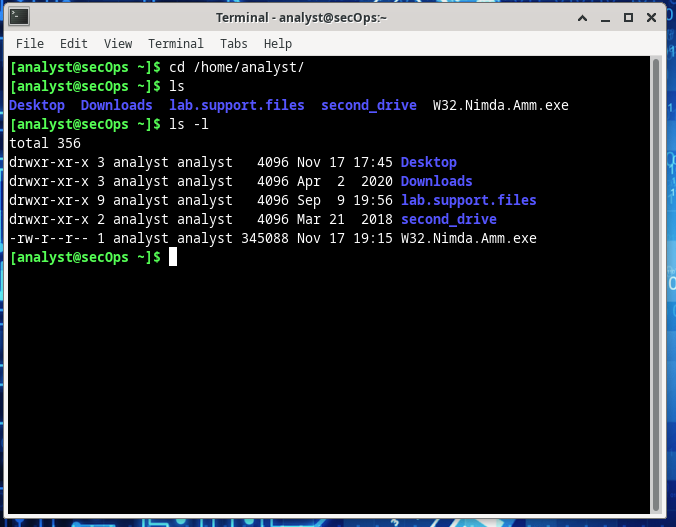 Terminal - analyst@secOps:~
File Edit View Terminal Tabs Help
[analyst@secOps ~]$ cd /home/analyst/
[analyst@secOps ~]$ ls
Desktop  Downloads  lab.support.files  second_drive  W32.Nimda.Amm.exe
[analyst@secOps ~]$ ls -l
total 356
drwxr-xr-x 3 analyst analyst   4096 Nov 17 17:45 Desktop
drwxr-xr-x 3 analyst analyst   4096 Apr  2  2020 Downloads
drwxr-xr-x 9 analyst analyst   4096 Sep  9 19:56 lab.support.files
drwxr-xr-x 2 analyst analyst   4096 Mar 21  2018 second_drive
-rw-r--r-- 1 analyst analyst 345088 Nov 17 19:15 W32.Nimda.Amm.exe
[analyst@secOps ~]$